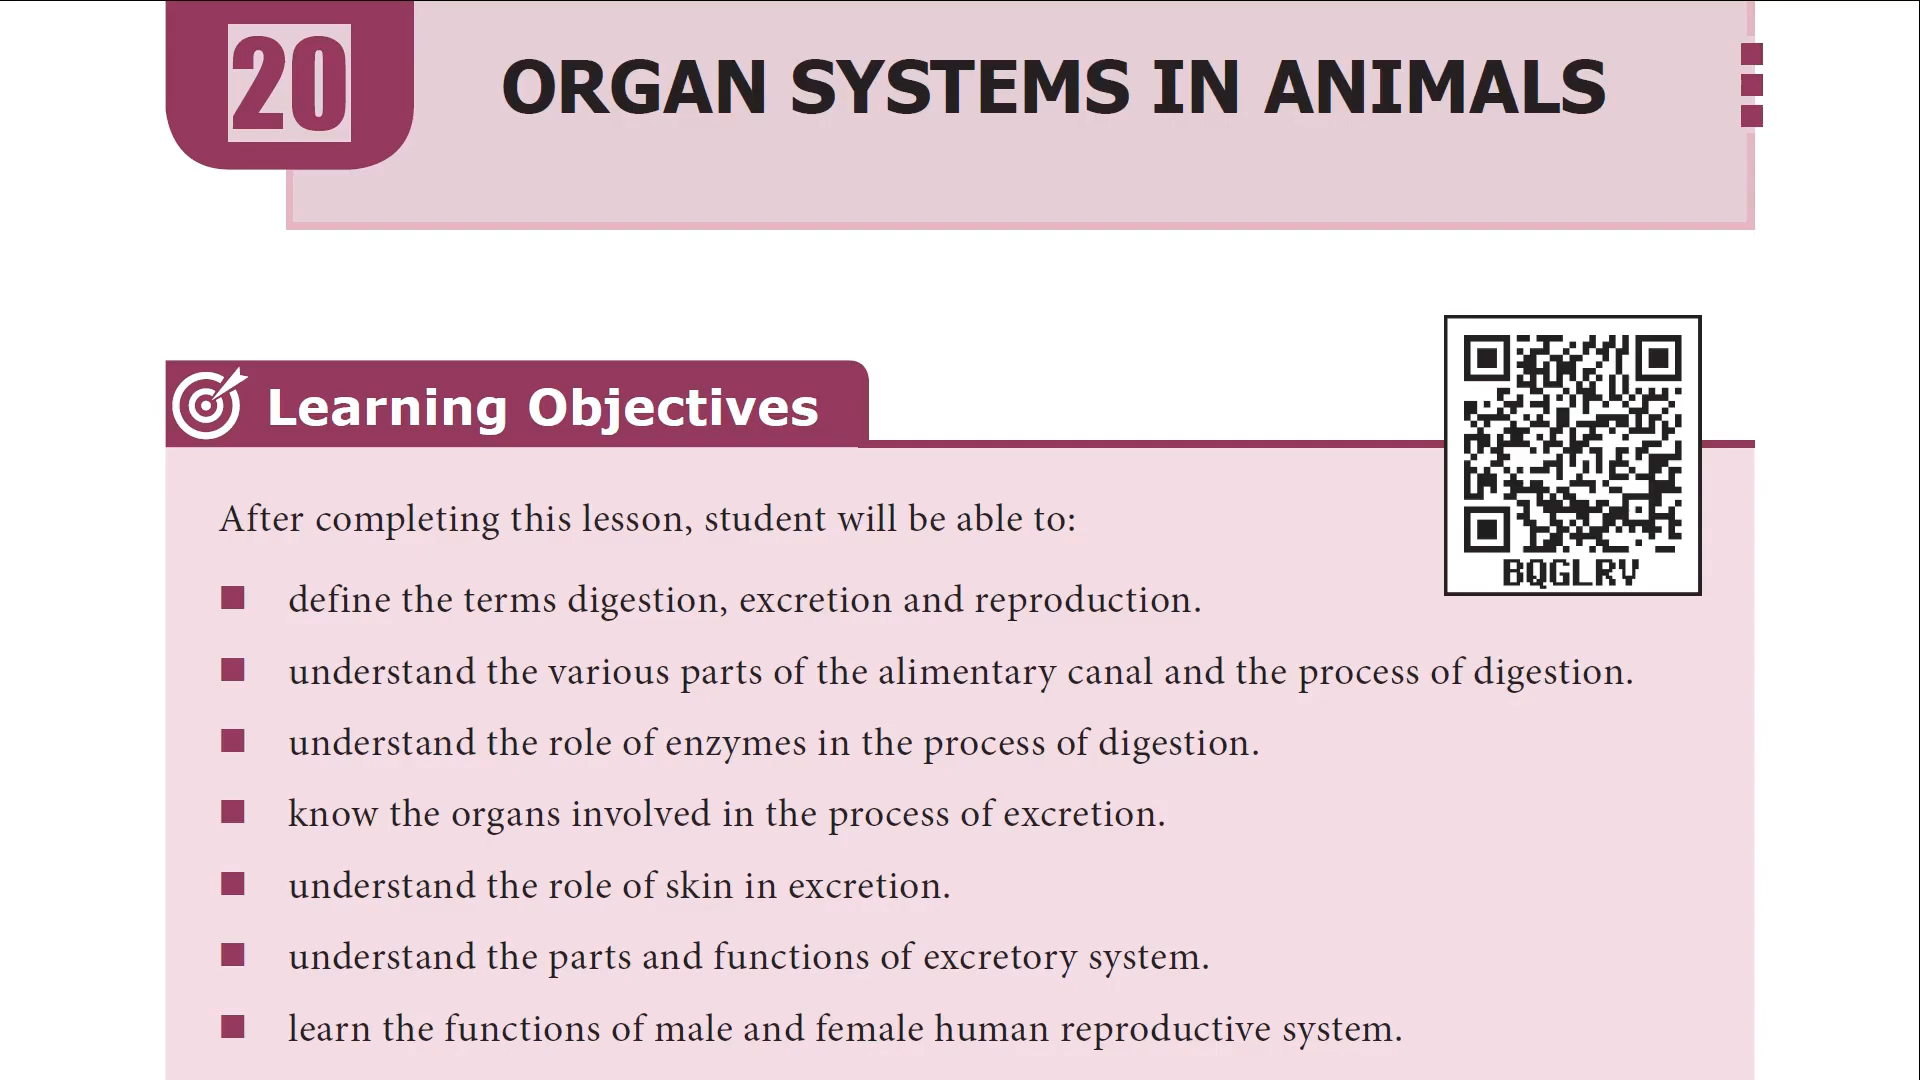 20
ORGAN SYSTEMS IN ANIMALS
Learning Objectives
BQGLRV
After completing this lesson, student will be able to:
■ define the terms digestion, excretion and reproduction.
■ understand the various parts of the alimentary canal and the process of digestion.
■ understand the role of enzymes in the process of digestion.
■ know the organs involved in the process of excretion.
■ understand the role of skin in excretion.
■ understand the parts and functions of excretory system.
■ learn the functions of male and female human reproductive system.